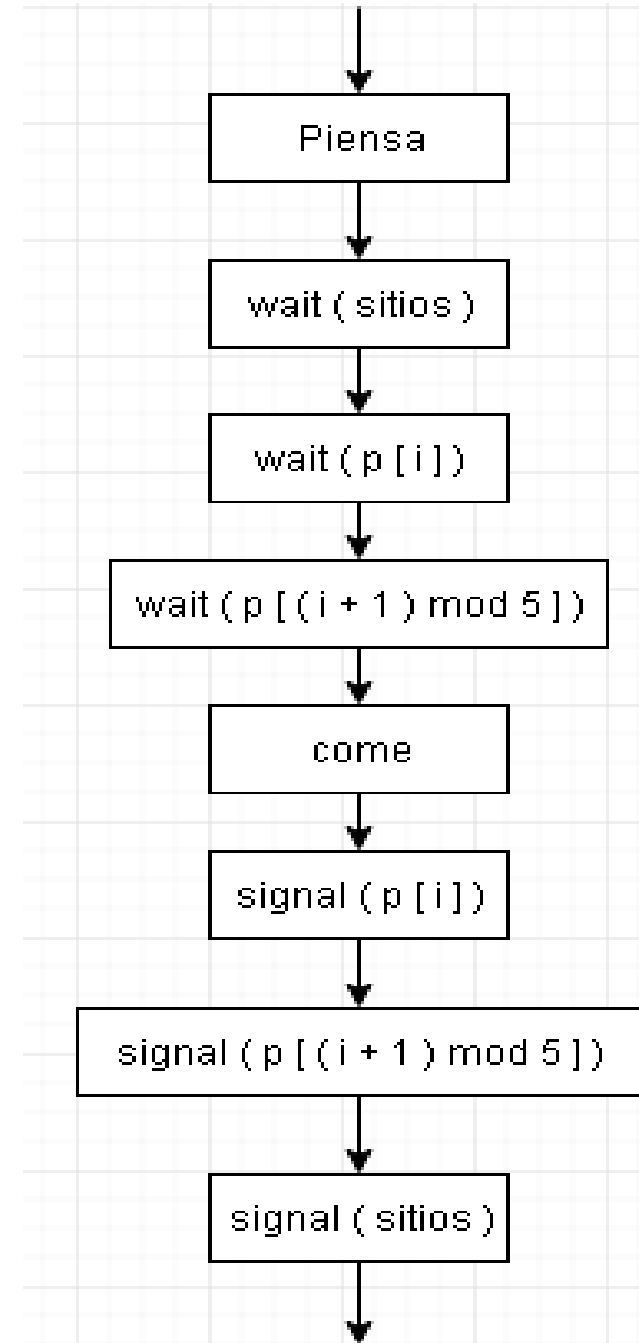 Piensa
wait ( sitios )
wait ( p [ i ] )
wait ( p [ ( i + 1 ) mod 5 ] )
come
signal ( p [ i ] )
signal ( p [ ( i + 1 ) mod 5 ] )
signal ( sitios )